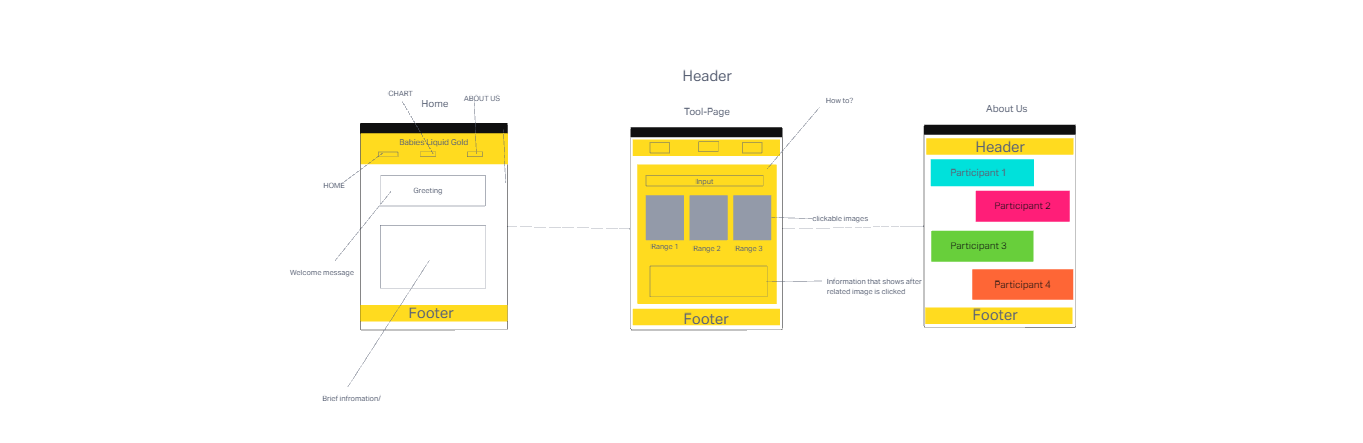 Header
CHART
Home
ABOUT US
Babies Liquid Gold
HOME
Greeting
Welcome message
Footer
Brief infromation/
Tool-Page
How to?
Input
Range 1
Range 2
Range 3
clickable images
Information that shows after
related image is clicked
Footer
About Us
Header
Participant 1
Participant 2
Participant 3
Participant 4
Footer